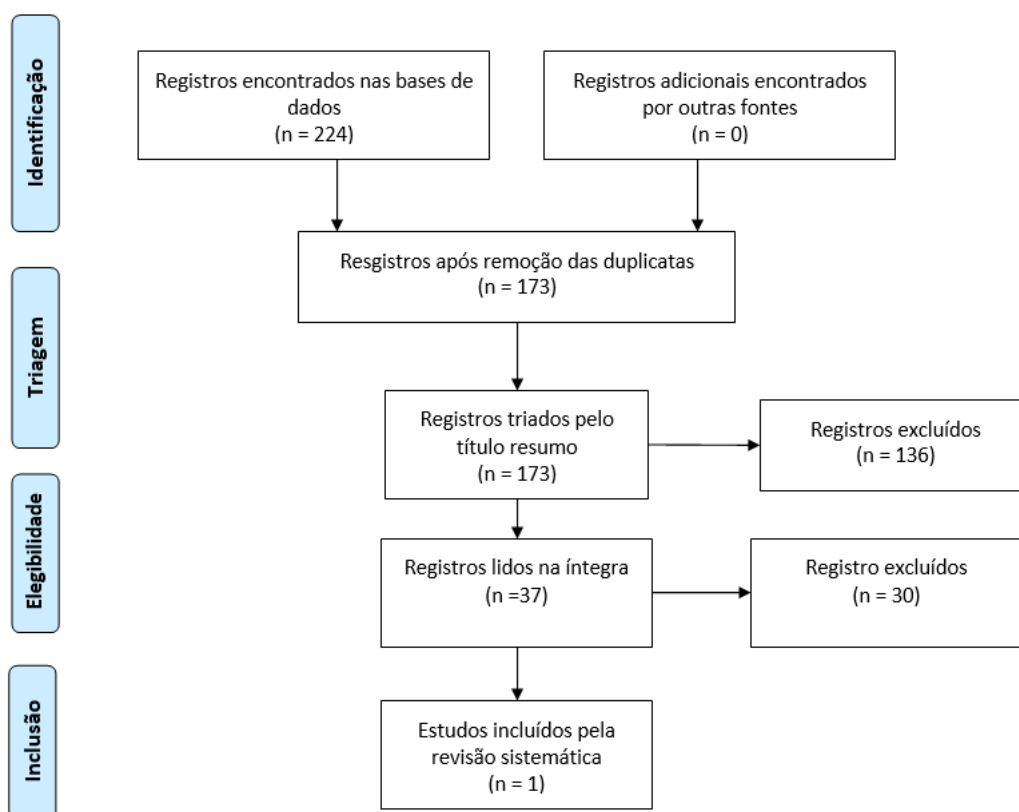 Identificação
Registros encontrados nas bases de
dados
(n = 224)
Registros adicionais encontrados
por outras fontes
(n = 0)
Resgistros após remoção das duplicatas
(n = 173)
Triagem
Registros triados pelo
título resumo
(n = 173)
Registros excluídos
(n = 136)
Elegibilidade
Registros lidos na íntegra
(n =37)
Registro excluídos
(n = 30)
Inclusão
Estudos incluídos pela
revisão sistemática
(n = 1)